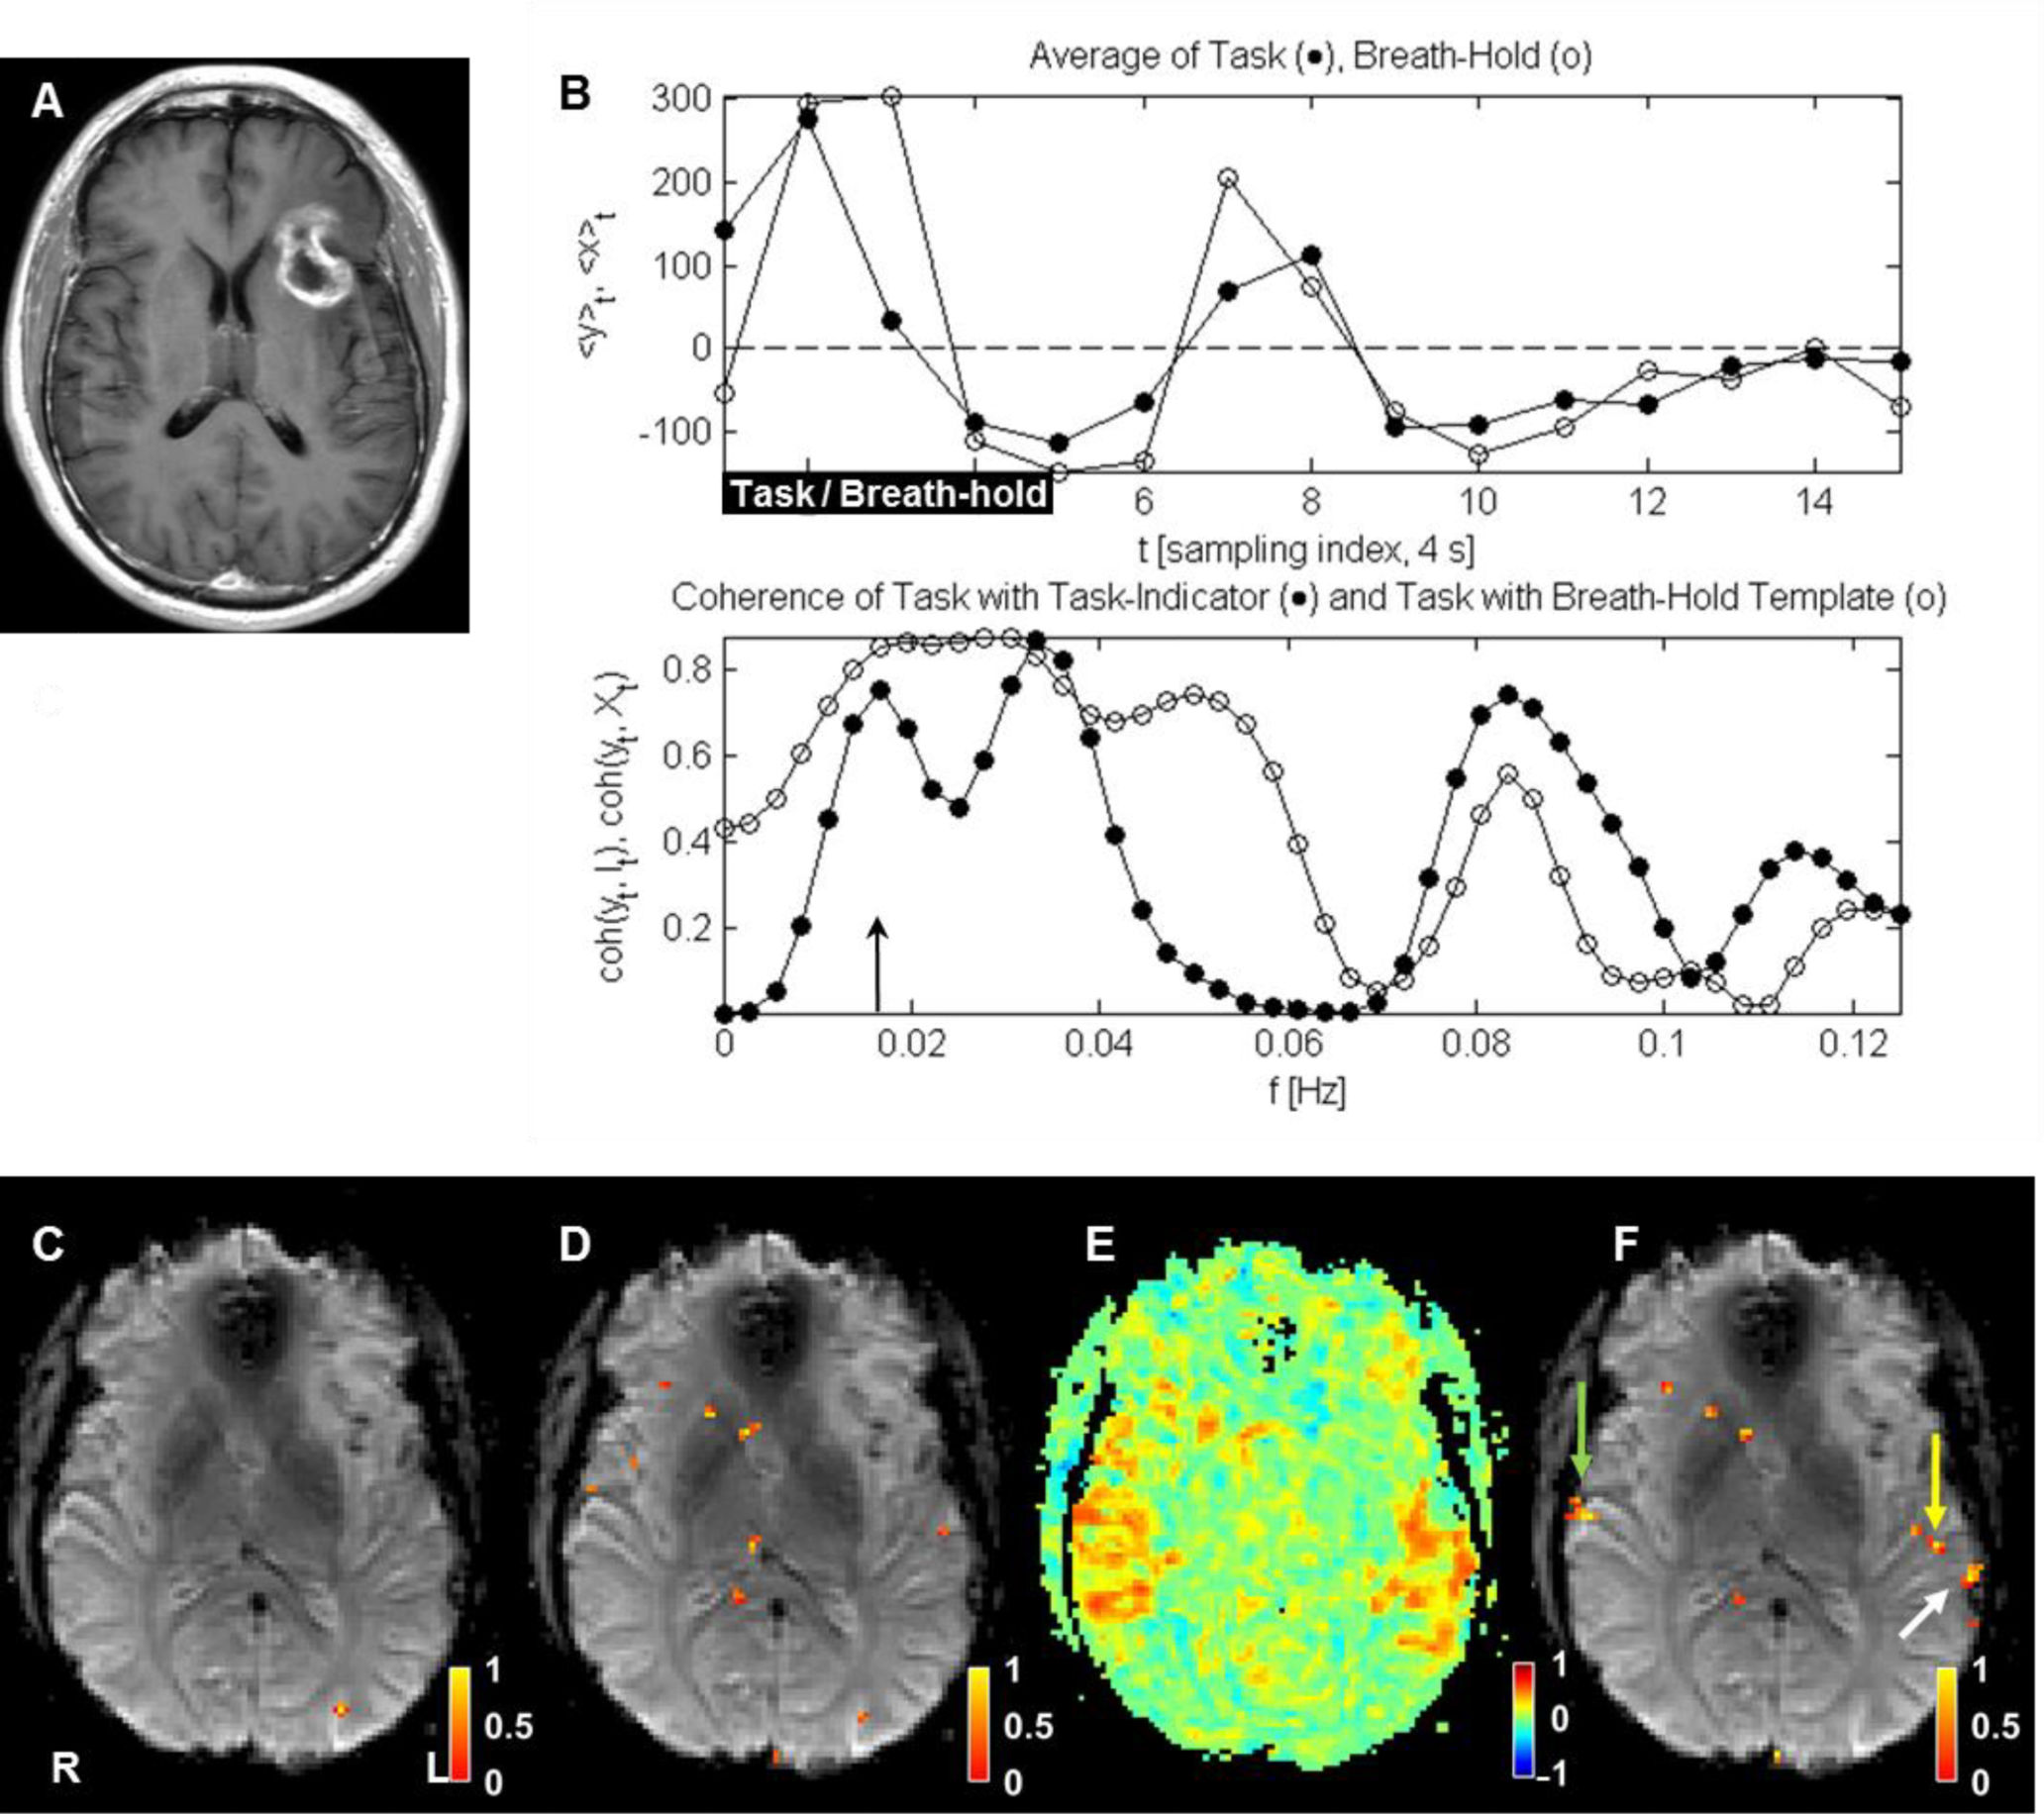 A
B
Average of Task (●), Breath-Hold (o)
300
200
100
0
-100
<y>t, <x>t
Task / Breath-hold
6
8
10
12
14
t [sampling index, 4 s]
Coherence of Task with Task-Indicator (●) and Task with Breath-Hold Template (o)
0.8
0.6
0.4
0.2
coh(yt, It), coh(yt, Xt)
0
0.02
0.04
0.06
0.08
0.1
0.12
f [Hz]
C
R
L
1
0.5
0
D
1
0.5
0
E
1
0
-1
F
1
0.5
0